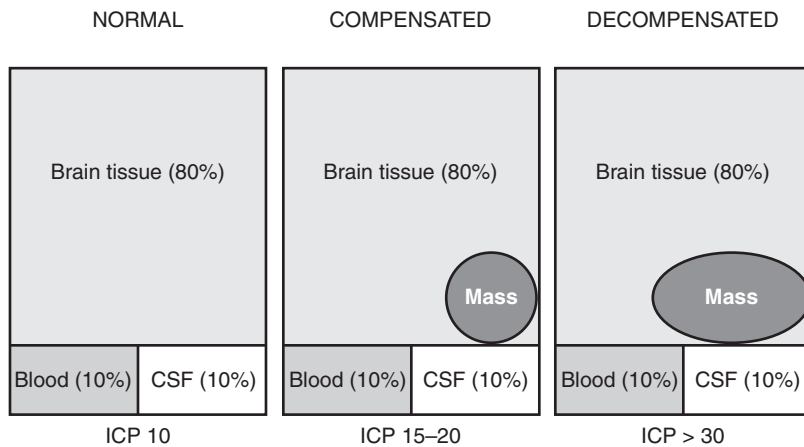 NORMAL
COMPENSATED
DECOMPENSATED
Brain tissue (80%)
Brain tissue (80%)
Brain tissue (80%)
Mass
Mass
Blood (10%)
CSF (10%)
Blood (10%)
CSF (10%)
Blood (10%)
CSF (10%)
ICP 10
ICP 15–20
ICP > 30